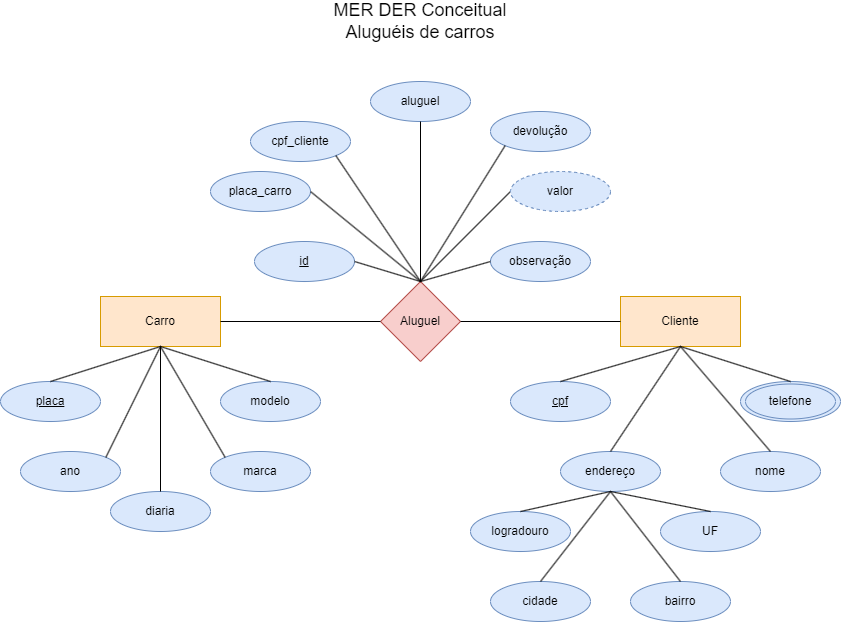 MER DER Conceitual
Aluguéis de carros
aluguel
cpf_cliente
devolução
placa_carro
valor
id
observação
Carro
Aluguel
Cliente
placa
modelo
cpf
telefone
ano
marca
endereço
nome
diaria
logradouro
UF
cidade
bairro